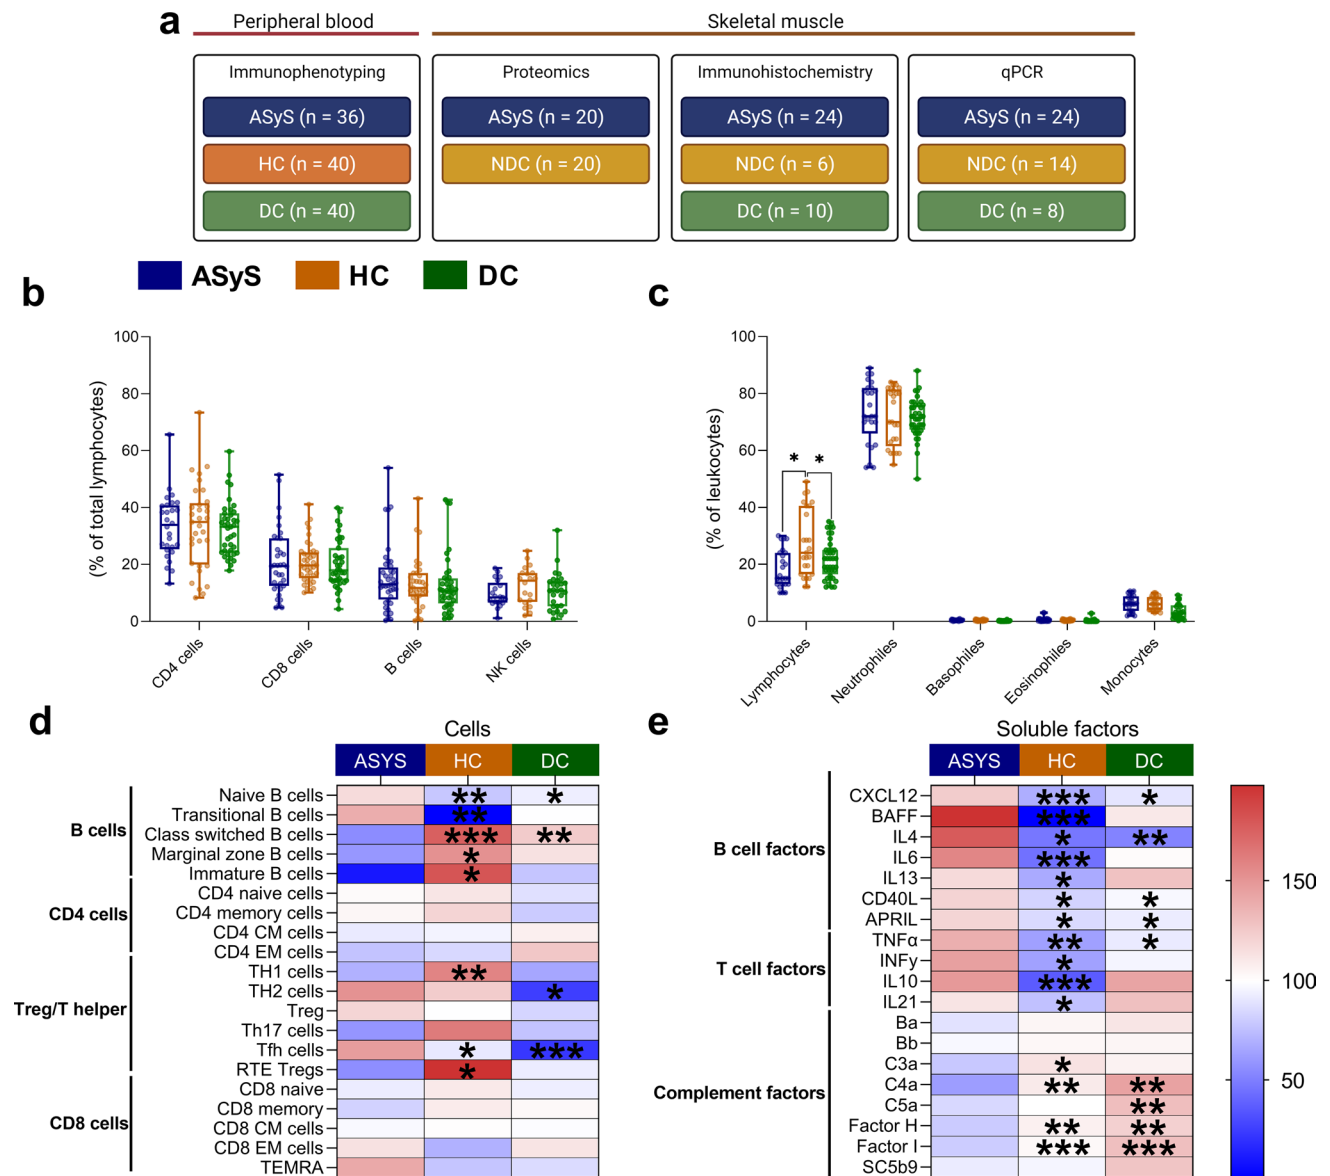 a
Peripheral blood
Skeletal muscle
Immunophenotyping
Proteomics
Immunohistochemistry
qPCR
ASyS (n = 36)
ASyS (n = 20)
ASyS (n = 24)
ASyS (n = 24)
HC (n = 40)
NDC (n = 20)
NDC (n = 6)
NDC (n = 14)
DC (n = 40)
DC (n = 10)
DC (n = 8)
ASyS
HC
DC
b
(% of total lymphocytes)
100
80
60
40
20
0
CD4 cells
CD8 cells
B cells
NK cells
c
(% of leukocytes)
100
80
60
40
20
0
* *
Lymphocytes
Neutrophiles
Basophiles
Eosinophiles
Monocytes
d
Cells
ASYS HC DC
B cells
CD4 cells
Treg/T helper
CD8 cells
Naive B cells ** *
Transitional B cells **
Class switched B cells *** **
Marginal zone B cells *
Immature B cells *
CD4 naive cells
CD4 memory cells
CD4 CM cells
CD4 EM cells
TH1 cells **
TH2 cells *
Treg
Th17 cells
Tfh cells * ***
RTE Tregs *
CD8 naive
CD8 memory
CD8 CM cells
CD8 EM cells
TEMRA
e
Soluble factors
ASYS HC DC
B cell factors
T cell factors
Complement factors
CXCL12 *** *
BAFF ***
IL4 * **
IL6 ***
IL13 *
CD40L * *
APRIL * *
TNFα ** *
INFy *
IL10 ***
IL21 *
Ba
Bb
C3a *
C4a ** **
C5a **
Factor H ** **
Factor I *** ***
SC5b9
150
100
50